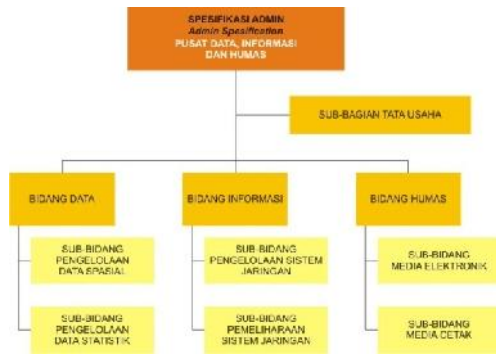 SPESIFIKASI ADMIN
Admin Spesification
PUSAT DATA, INFORMASI
DAN HUMAS
SUB-BAGIAN TATA USAHA
BIDANG DATA
BIDANG INFORMASI
BIDANG HUMAS
SUB-BIDANG
PENGELOLAAN
DATA SPASIAL
SUB-BIDANG
PENGELOLAAN SISTEM
JARINGAN
SUB-BIDANG
MEDIA ELEKTRONIK
SUB-BIDANG
PENGELOLAAN
DATA STATISTIK
SUB-BIDANG
PEMELIHARAAN
SISTEM JARINGAN
SUB-BIDANG
MEDIA CETAK